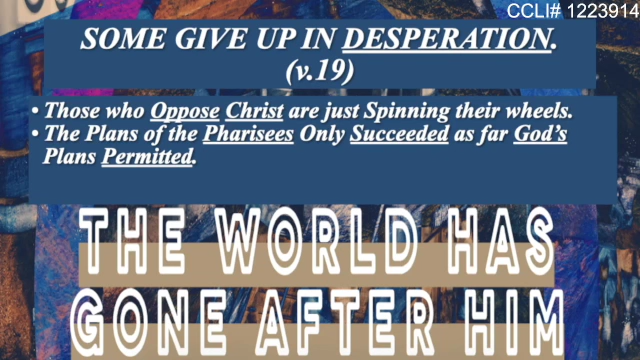 CCLI# 1223914
SOME GIVE UP IN DESPERATION.
(v.19)
• Those who Oppose Christ are just Spinning their wheels.
• The Plans of the Pharisees Only Succeeded as far God's
Plans Permitted.
THE WORLD HAS
GONE AFTER HIM